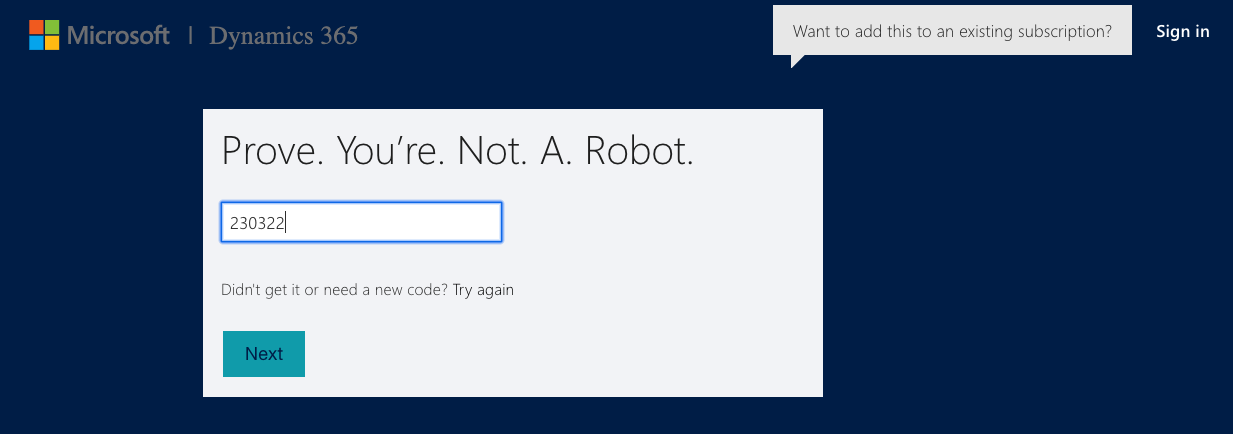 Microsoft | Dynamics 365
Want to add this to an existing subscription?
Sign in
Prove. You're. Not. A. Robot.
230322
Didn't get it or need a new code? Try again
Next